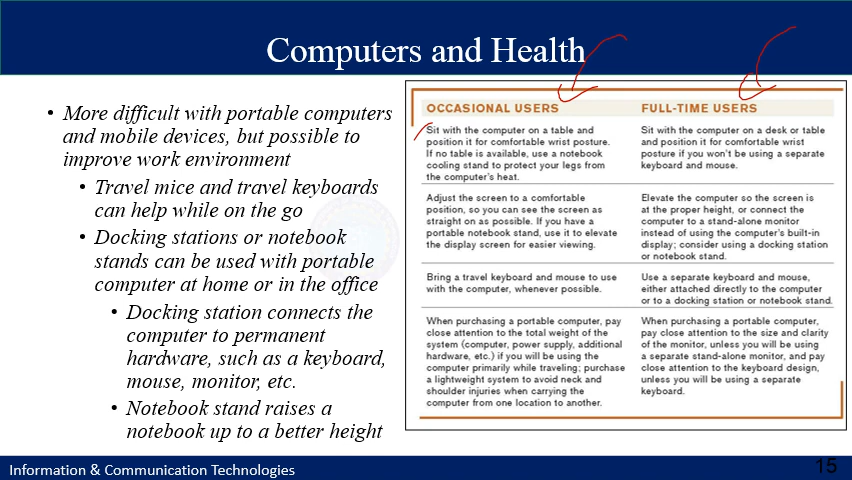 Computers and Health
• More difficult with portable computers
and mobile devices, but possible to
improve work environment
• Travel mice and travel keyboards
can help while on the go
• Docking stations or notebook
stands can be used with portable
computer at home or in the office
• Docking station connects the
computer to permanent
hardware, such as a keyboard,
mouse, monitor, etc.
• Notebook stand raises a
notebook up to a better height
OCCASIONAL USERS
Sit with the computer on a table and
position it for comfortable wrist posture.
If no table is available, use a notebook
cooling stand to protect your legs from
the computer's heat.
Adjust the screen to a comfortable
position, so you can see the screen as
straight on as possible. If you have a
portable notebook stand, use it to elevate
the display screen for easier viewing.
Bring a travel keyboard and mouse to use
with the computer, whenever possible.
When purchasing a portable computer, pay
close attention to the total weight of the
system (computer, power supply, additional
hardware, etc.) if you will be using the
computer primarily while traveling; purchase
a lightweight system to avoid neck and
shoulder injuries when carrying the
computer from one location to another.
FULL-TIME USERS
Sit with the computer on a desk or table
and position it for comfortable wrist
posture if you won't be using a separate
keyboard and mouse.
Elevate the computer so the screen is
at the proper height, or connect the
computer to a stand-alone monitor
instead of using the computer's built-in
display; consider using a docking station
or notebook stand.
Use a separate keyboard and mouse,
either attached directly to the computer
or to a docking station or notebook stand.
When purchasing a portable computer,
pay close attention to the size and clarity
of the monitor, unless you will be using
a separate stand-alone monitor, and pay
close attention to the keyboard design,
unless you will be using a separate
keyboard.
Information & Communication Technologies
15